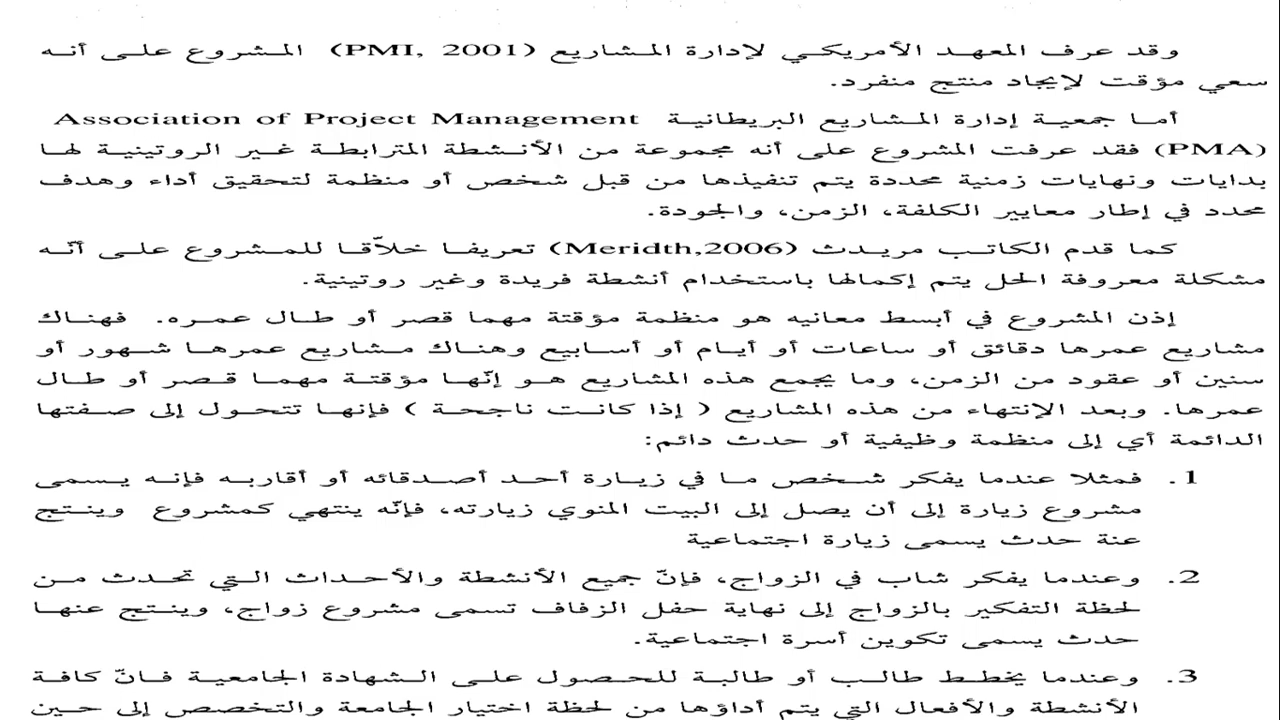 وقد عرف المعهد الأمريكي لإدارة المشاريع (PMI, 2001) المشروع على أنه
سعي مؤقت لإيجاد منتج منفرد.
أما جمعية إدارة المشاريع البريطانية Association of Project Management
(PMA) فقد عرفت المشروع على أنه مجموعة من الأنشطة المترابطة غير الروتينية لها
بدايات ونهايات زمنية محددة يتم تنفيذها من قبل شخص أو منظمة لتحقيق أداء وهدف
محدد في إطار معايير الكلفة، الزمن، والجودة.
كما قدم الكاتب مريدث (Meridth,2006) تعريفا خلاّقا للمشروع على أنّه
مشكلة معروفة الحل يتم إكمالها باستخدام أنشطة فريدة وغير روتينية.
إذن المشروع في أبسط معانيه هو منظمة مؤقتة مهما قصر أو طال عمره. فهناك
مشاريع عمرها دقائق أو ساعات أو أيام أو أسابيع وهناك مشاريع عمرها شهور أو
سنين أو عقود من الزمن، وما يجمع هذه المشاريع هو إنّها مؤقتة مهما قصر أو طال
عمرها. وبعد الإنتهاء من هذه المشاريع ( إذا كانت ناجحة ) فإنها تتحول إلى صفتها
الدائمة أي إلى منظمة وظيفية أو حدث دائم:
1. فمثلا عندما يفكر شخص ما في زيارة أحد أصدقائه أو أقاربه فإنه يسمى
مشروع زيارة إلى أن يصل إلى البيت المنوي زيارته، فإنّه ينتهي كمشروع وينتج
عنة حدث يسمى زيارة اجتماعية
2. وعندما يفكر شاب في الزواج، فإنّ جميع الأنشطة والأحداث التي تحدث من
لحظة التفكير بالزواج إلى نهاية حفل الزفاف تسمى مشروع زواج، وينتج عنها
حدث يسمى تكوين أسرة اجتماعية.
3. وعندما يخطط طالب أو طالبة للحصول على الشهادة الجامعية فانّ كافة
الأنشطة والأفعال التي يتم أداؤها من لحظة اختيار الجامعة والتخصص إلى حين